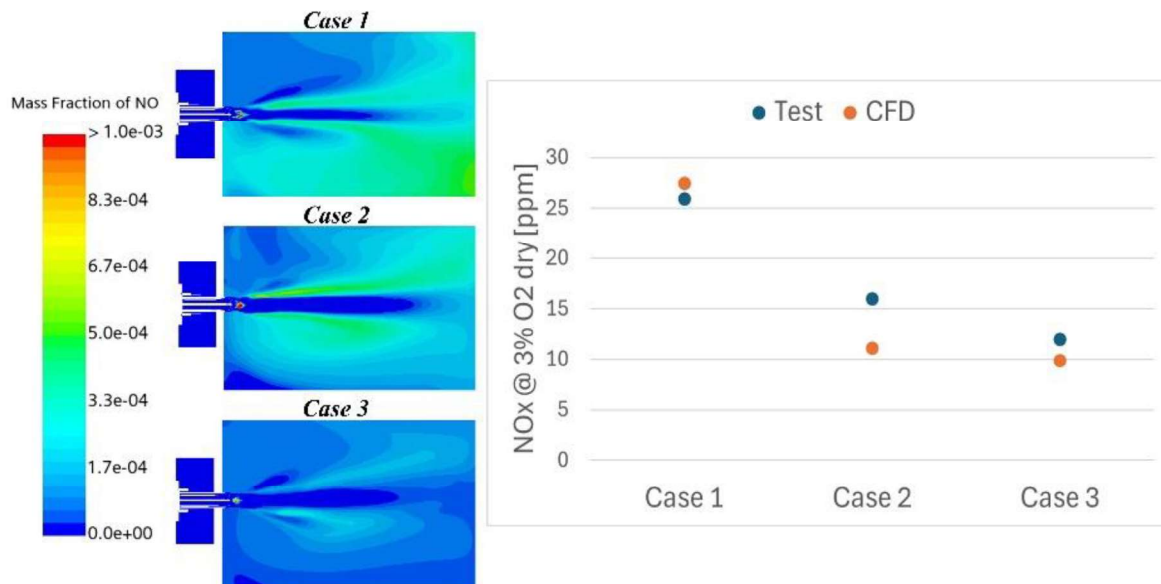 Case 1
Mass Fraction of NO
> 1.0e-03
8.3e-04
6.7e-04
5.0e-04
3.3e-04
1.7e-04
0.0e+00
Case 2
Case 3
Test CFD
NOx @ 3% O2 dry [ppm]
30
25
20
15
10
5
0
Case 1 Case 2 Case 3